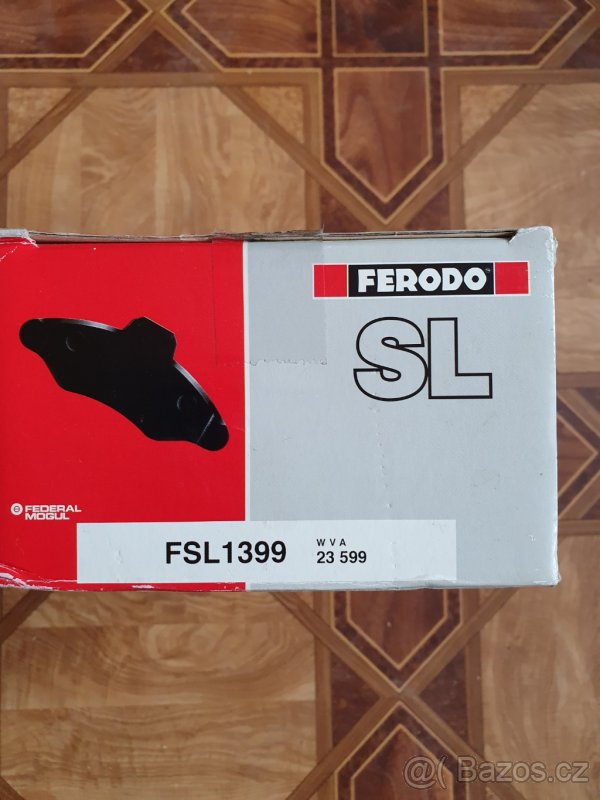 FERODO
SL
FEDERAL
MOGUL
FSL1399
WVA
23 599
@( Bazos.cz